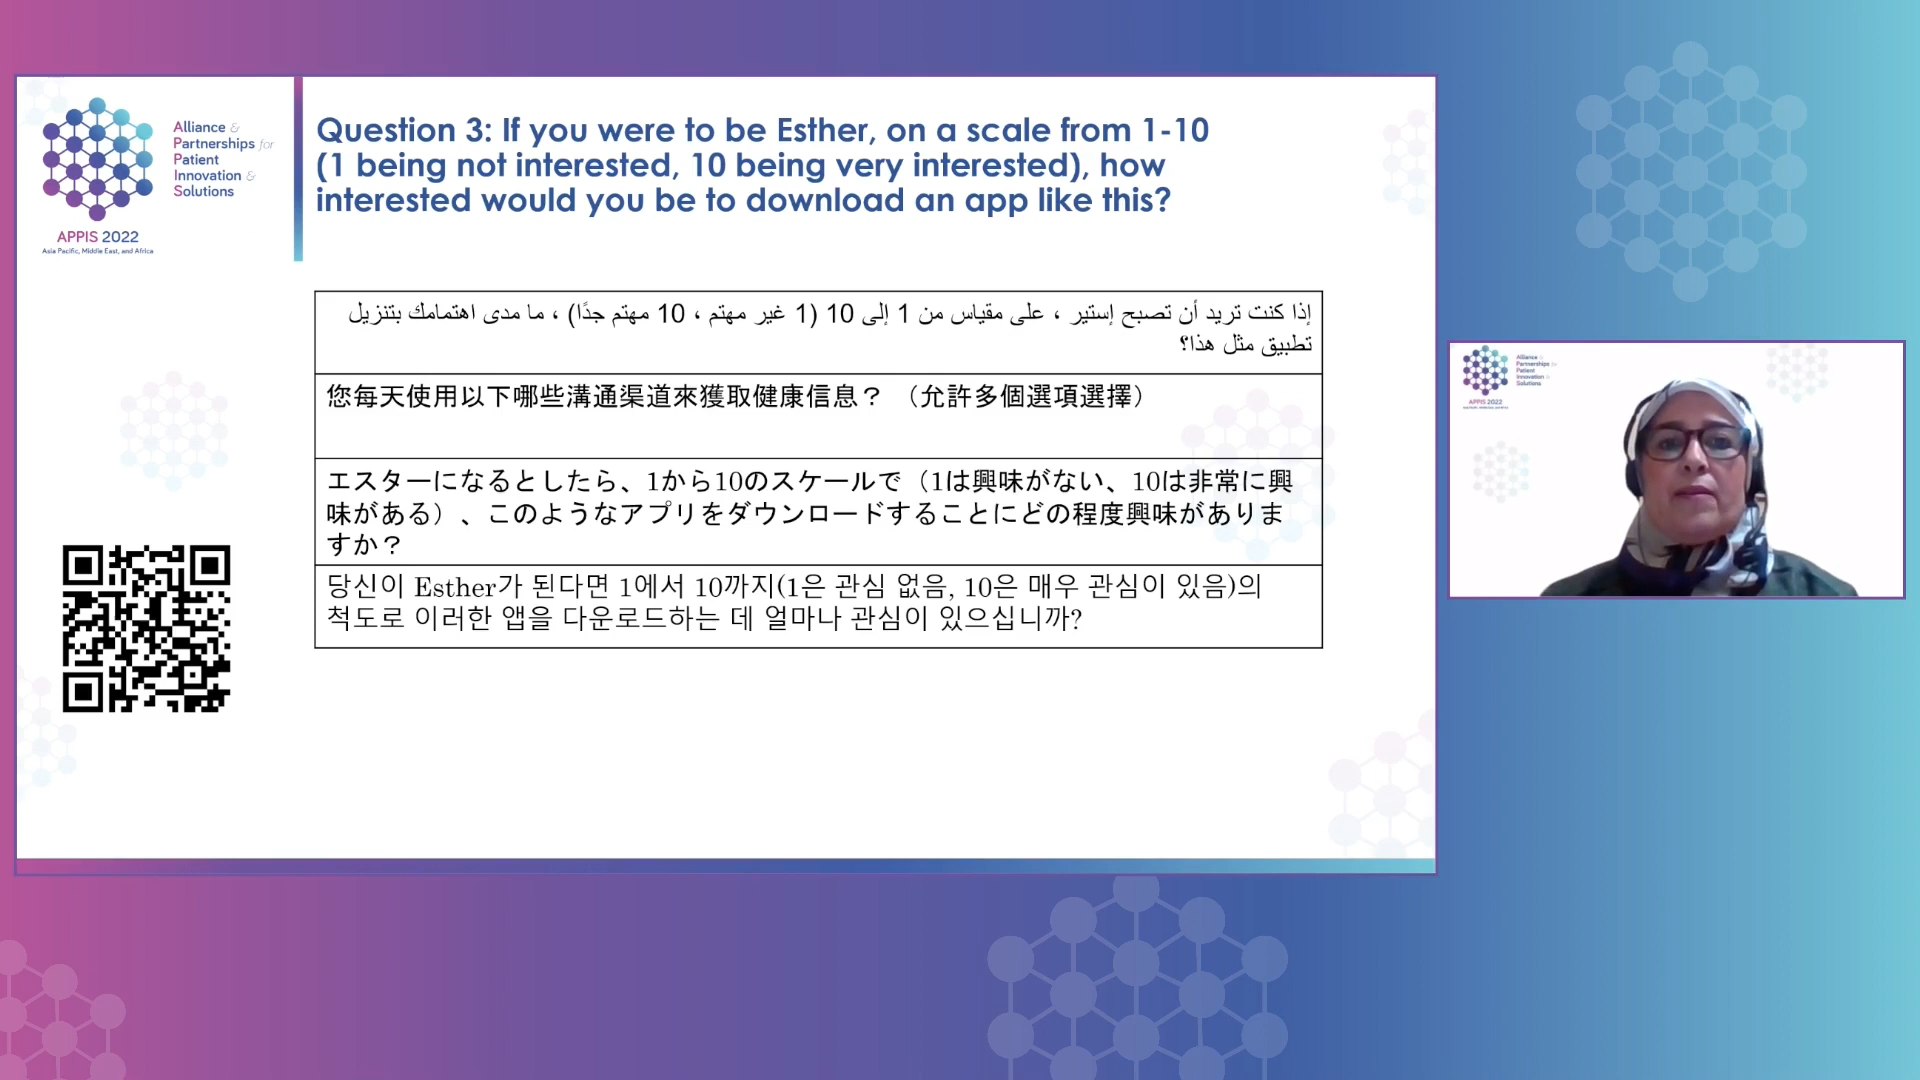 Alliance &
Partnerships for
Patient
Innovation &
Solutions
APPIS 2022
Asia Pacific, Middle East, and Africa
Question 3: If you were to be Esther, on a scale from 1-10
(1 being not interested, 10 being very interested), how
interested would you be to download an app like this?
إذا كنت تريد أن تصبح إستير ، على مقياس من 1 إلى 10 (1 غير مهتم ، 10 مهتم جدًا) ، ما مدى اهتمامك بتنزيل
تطبيق مثل هذا؟
您每天使用以下哪些溝通渠道來獲取健康信息？ （允許多個選項選擇）
エスターになるとしたら、1から10のスケールで（1は興味がない、10は非常に興
味がある）、このようなアプリをダウンロードすることにどの程度興味がありま
すか？
당신이 Esther가 된다면 1에서 10까지(1은 관심 없음, 10은 매우 관심이 있음)의
척도로 이러한 앱을 다운로드하는 데 얼마나 관심이 있으십니까?
Alliance &
Partnerships for
Patient
Innovation &
Solutions
APPIS 2022